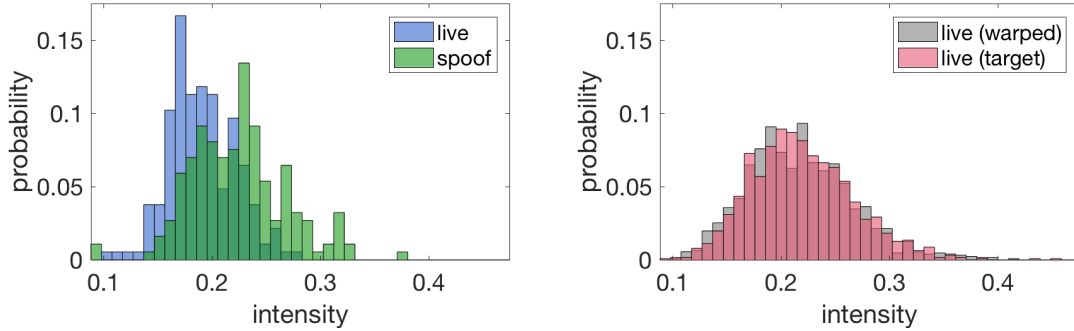 live
spoof
probability
0.15
0.1
0.05
0
0.1
0.2
0.3
0.4
intensity
live (warped)
live (target)
probability
0.15
0.1
0.05
0
0.1
0.2
0.3
0.4
intensity